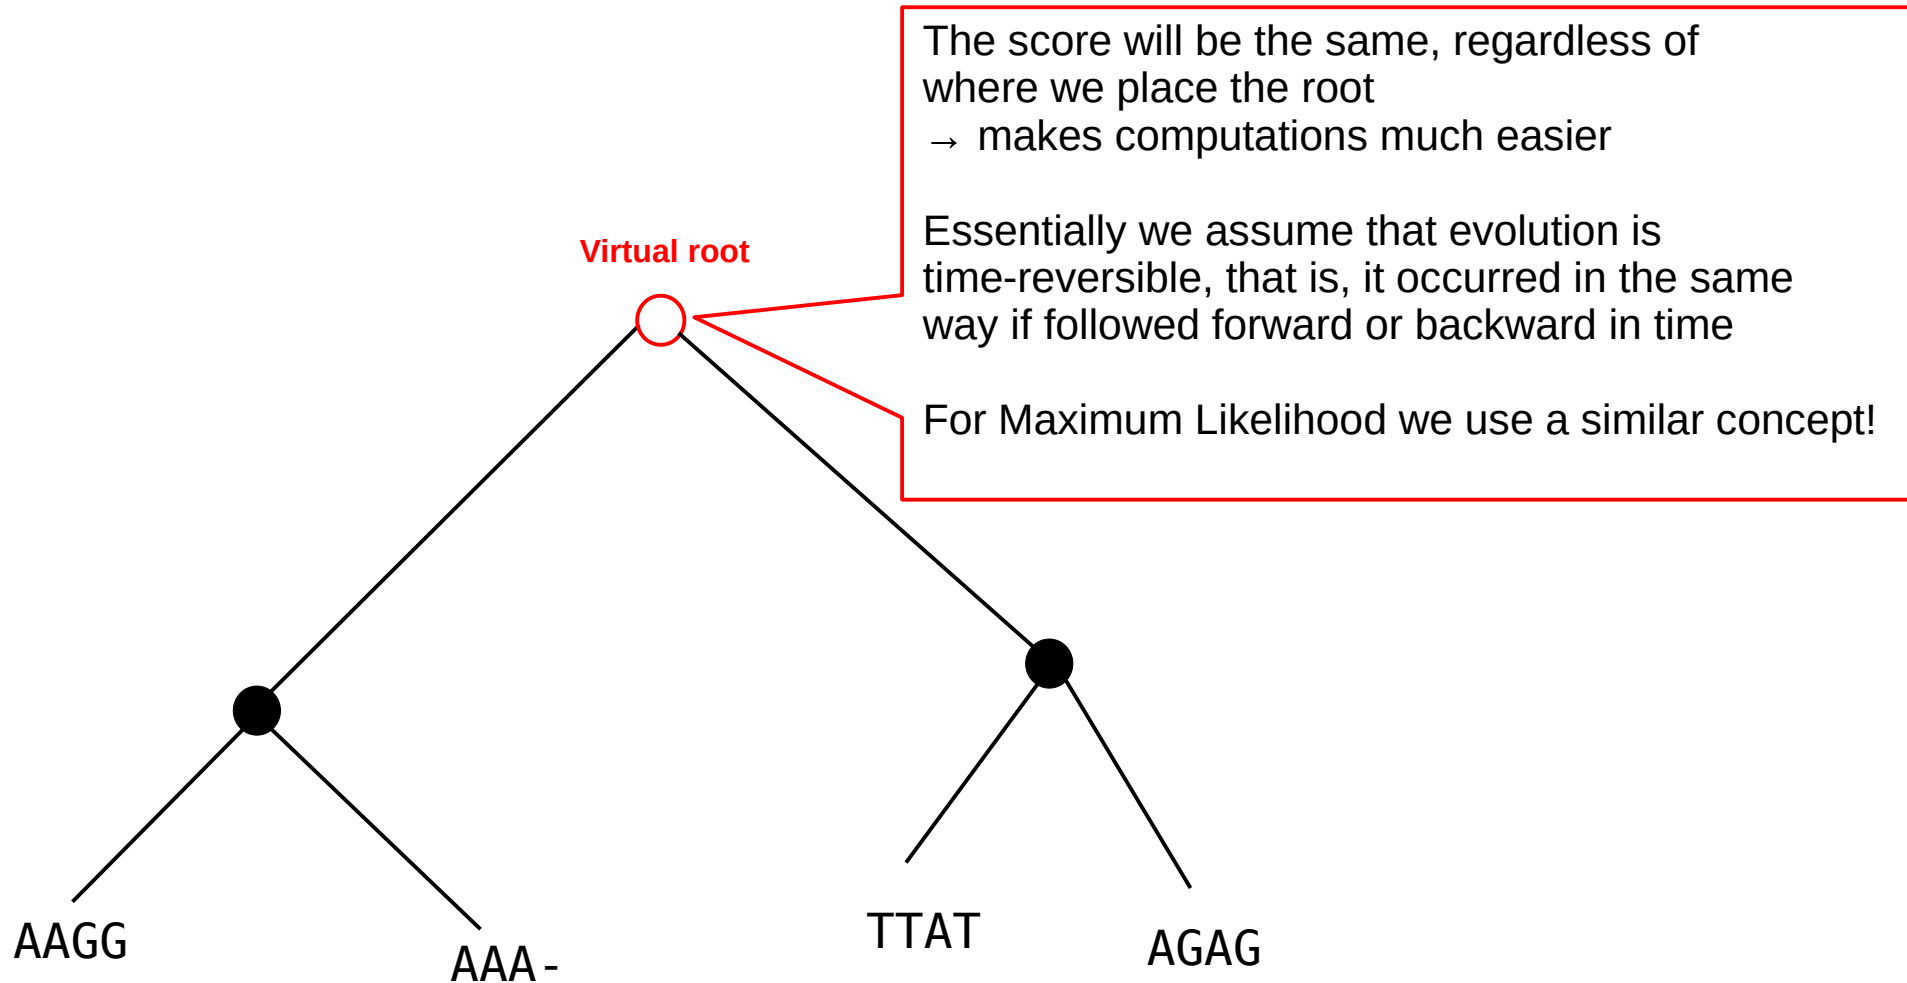 The score will be the same, regardless of
where we place the root
→ makes computations much easier
Essentially we assume that evolution is
time-reversible, that is, it occurred in the same
way if followed forward or backward in time
For Maximum Likelihood we use a similar concept!
Virtual root
AAGG
AAA-
TTAT
AGAG